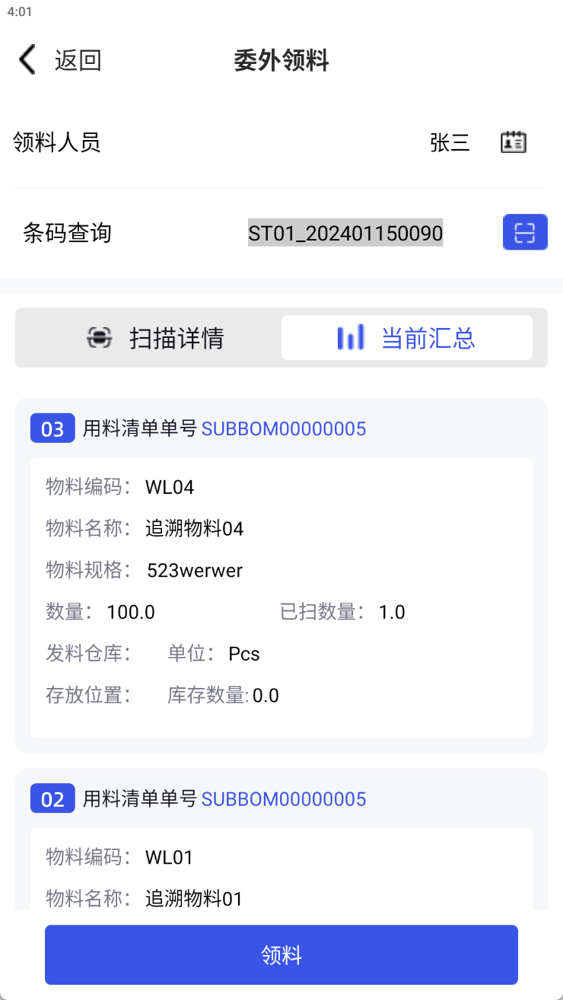 4:01
返回 委外领料
领料人员 张三
条码查询 ST01_202401150090
扫描详情 当前汇总
03 用料清单单号 SUBBOM00000005
物料编码： WL04
物料名称： 追溯物料04
物料规格： 523werwer
数量： 100.0 已扫数量： 1.0
发料仓库： 单位： Pcs
存放位置： 库存数量: 0.0
02 用料清单单号 SUBBOM00000005
物料编码： WL01
物料名称： 追溯物料01
领料